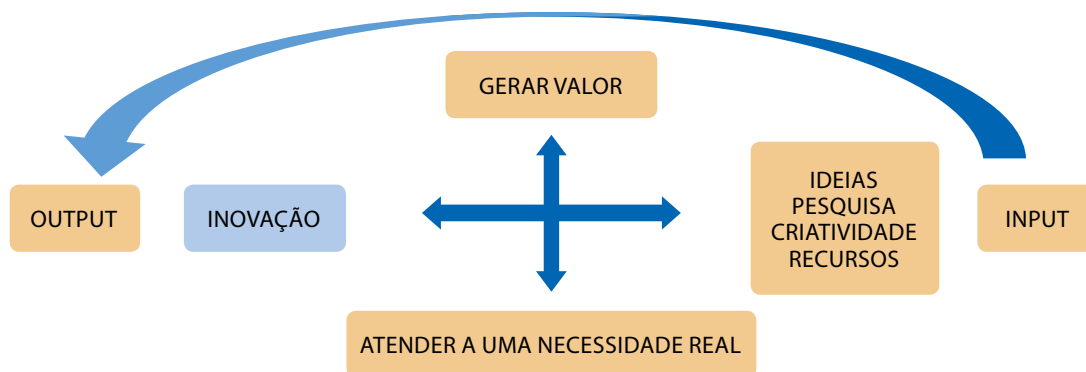 GERAR VALOR
OUTPUT
INOVAÇÃO
IDEIAS
PESQUISA
CRIATIVIDADE
RECURSOS
INPUT
ATENDER A UMA NECESSIDADE REAL